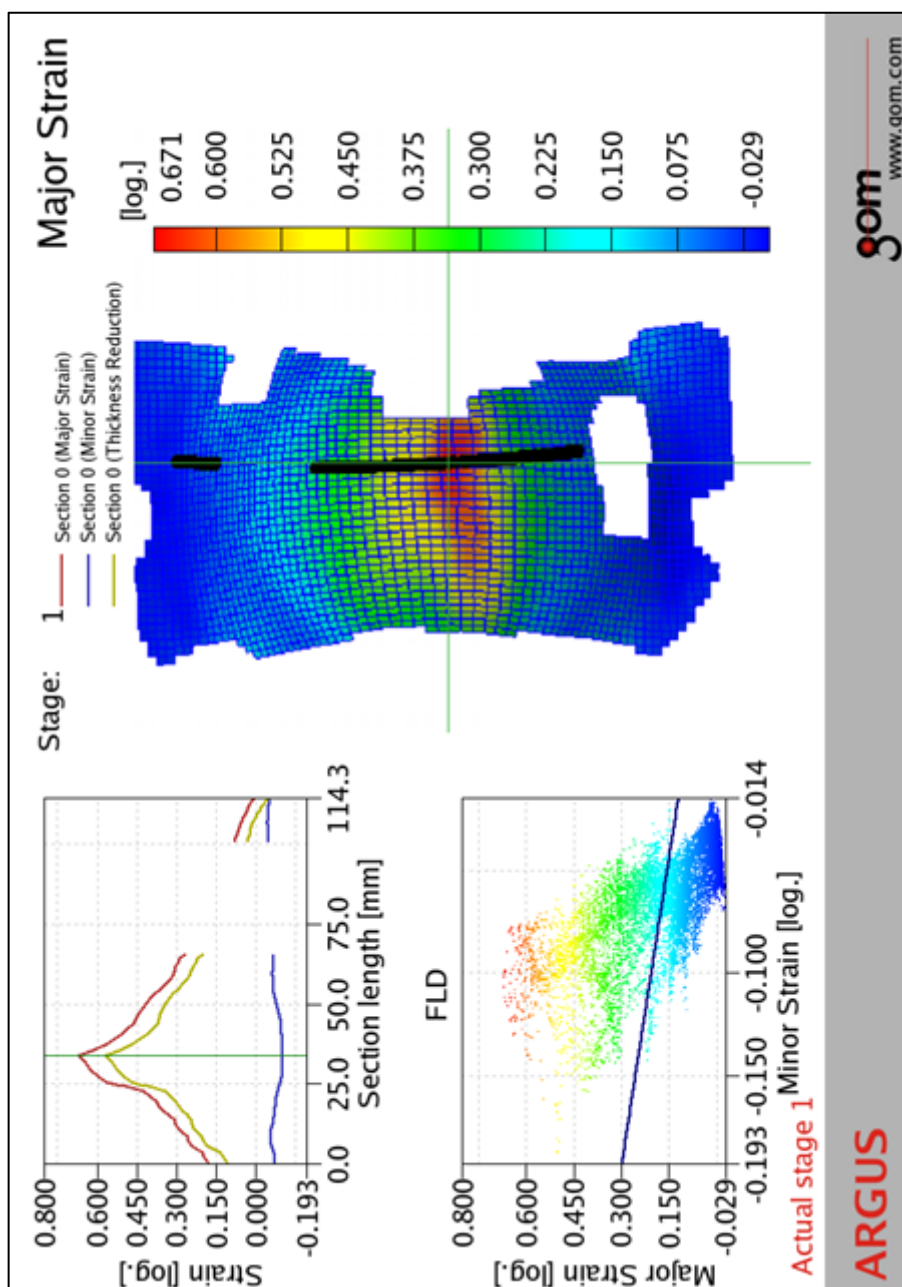 Major Strain
Stage: 1
Section 0 (Major Strain)
Section 0 (Minor Strain)
Section 0 (Thickness Reduction)
[log.]
0.671
0.600
0.525
0.450
0.375
0.300
0.225
0.150
0.075
-0.029
Strain [log.]
0.800
0.600
0.450
0.300
0.150
0.000
-0.193
0.0
25.0
50.0
75.0
114.3
Section length [mm]
FLD
Major Strain [log.]
0.800
0.600
0.450
0.300
0.150
-0.029
-0.193
-0.150
-0.100
-0.014
Minor Strain [log.]
Actual stage 1
ARGUS
gom
www.gom.com